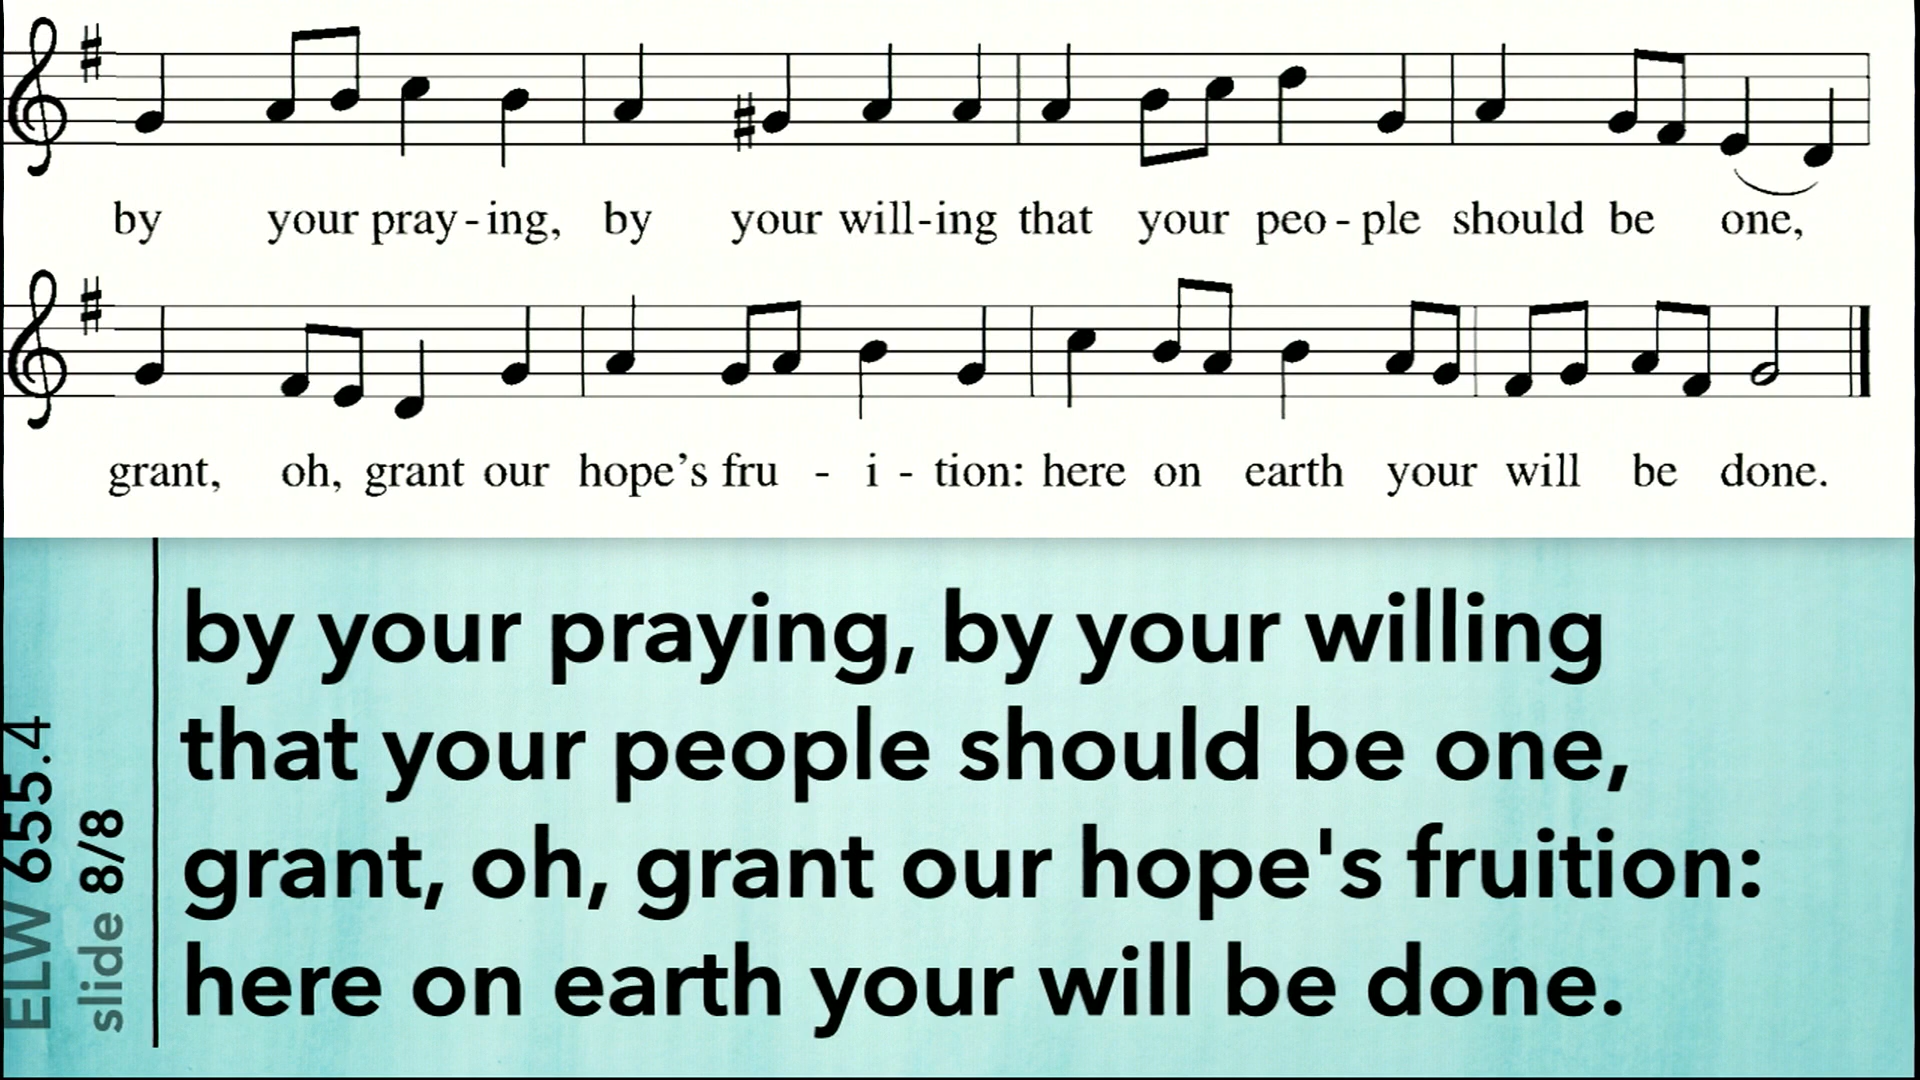 by your pray - ing, by your will - ing that your peo - ple should be one,
grant, oh, grant our hope's fru - i - tion: here on earth your will be done.
by your praying, by your willing
that your people should be one,
grant, oh, grant our hope's fruition:
here on earth your will be done.
ELW 655.4
slide 8/8